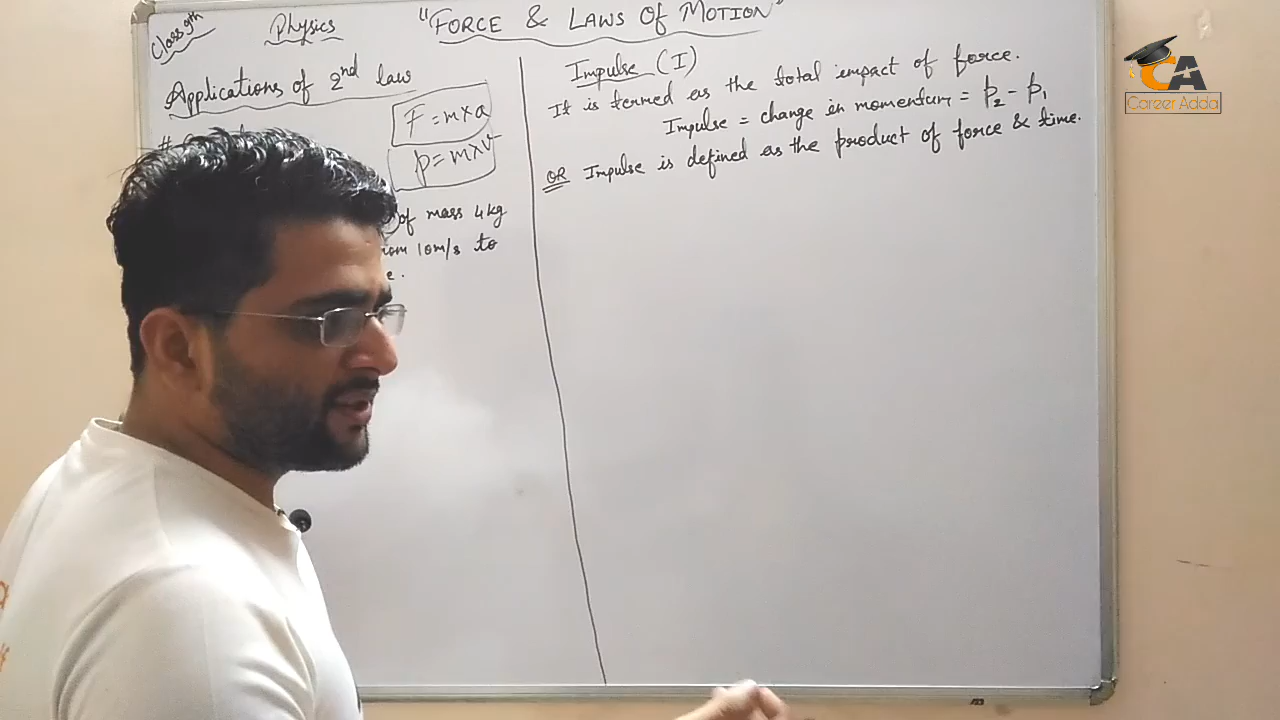 Class 9th
Physics
"FORCE & LAWS OF MOTION"
Applications of 2nd law
F = m×a
p = m×v
of mass 4kg
10m/s to
Impulse (I)
It is termed as the total impact of force.
Impulse = change in momentum = p2 - p1
OR Impulse is defined as the product of force & time.
CA
Career Adda